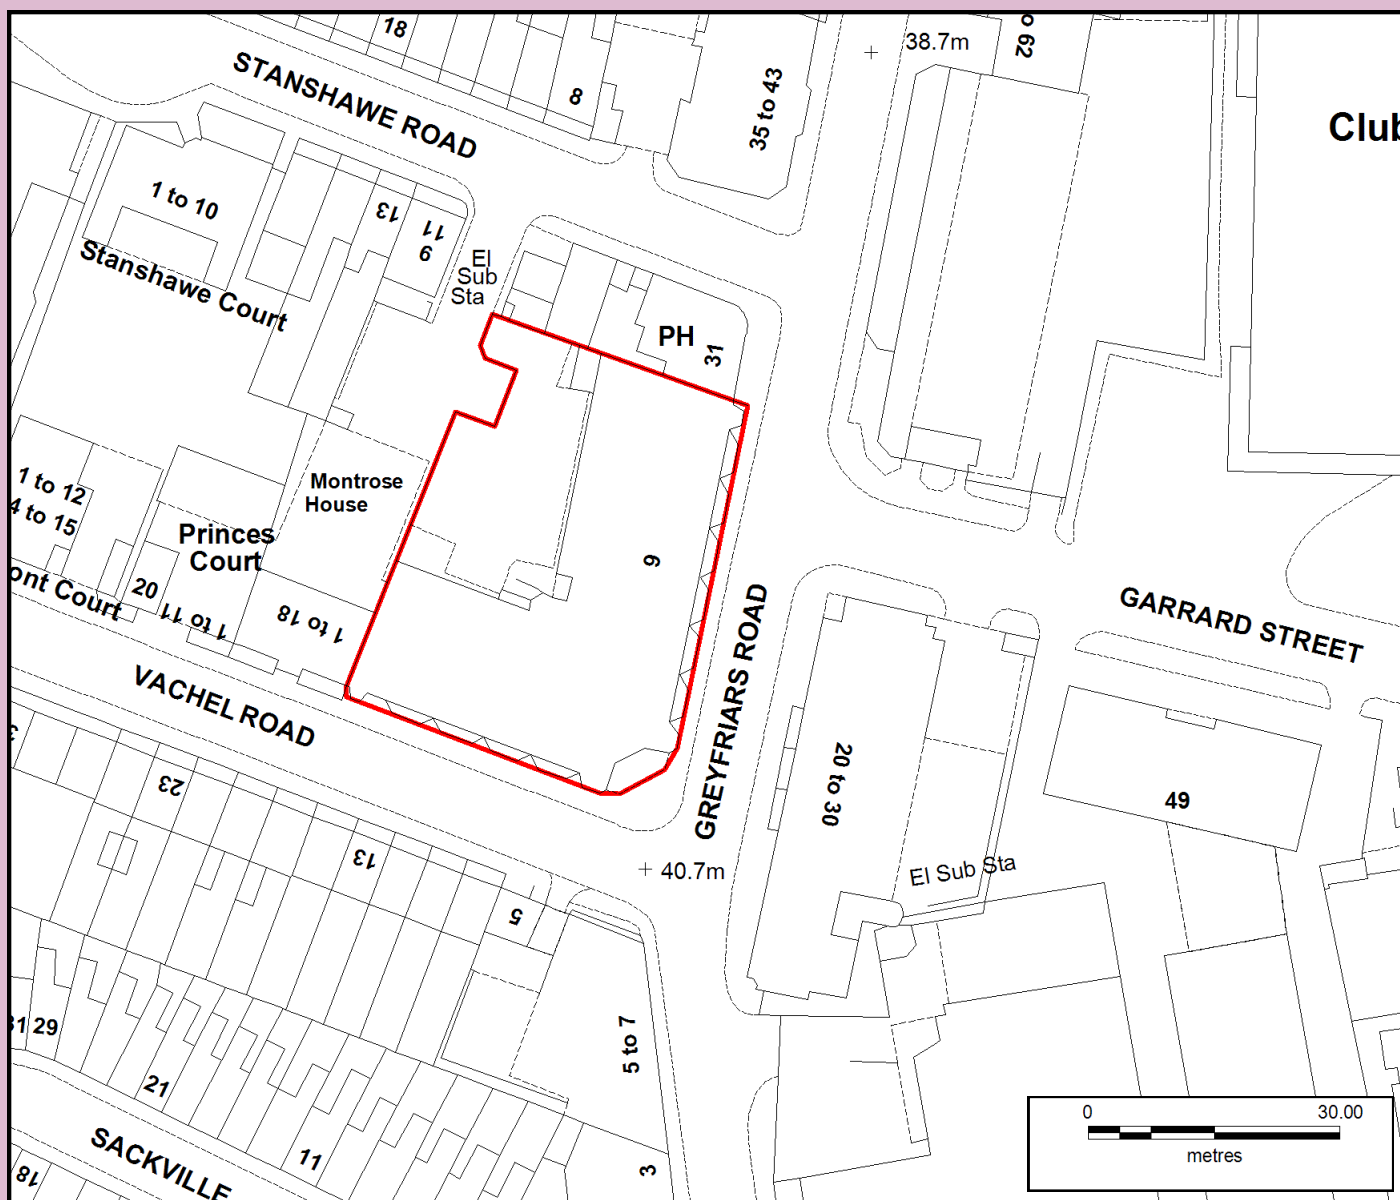 18
STANSHAWE ROAD
8
35 to 43
38.7m
o 62
Club
1 to 10
13
11
9
El
Sub
Sta
Stanshawe Court
PH
31
Montrose
House
1 to 12
4 to 15
Princes
Court
ont Court
20
1 to 11
1 to 18
9
VACHEL ROAD
GREYFRIARS ROAD
GARRARD STREET
20 to 30
49
El Sub Sta
40.7m
3
23
13
5
5 to 7
31
29
21
11
3
SACKVILLE
18
0
30.00
metres